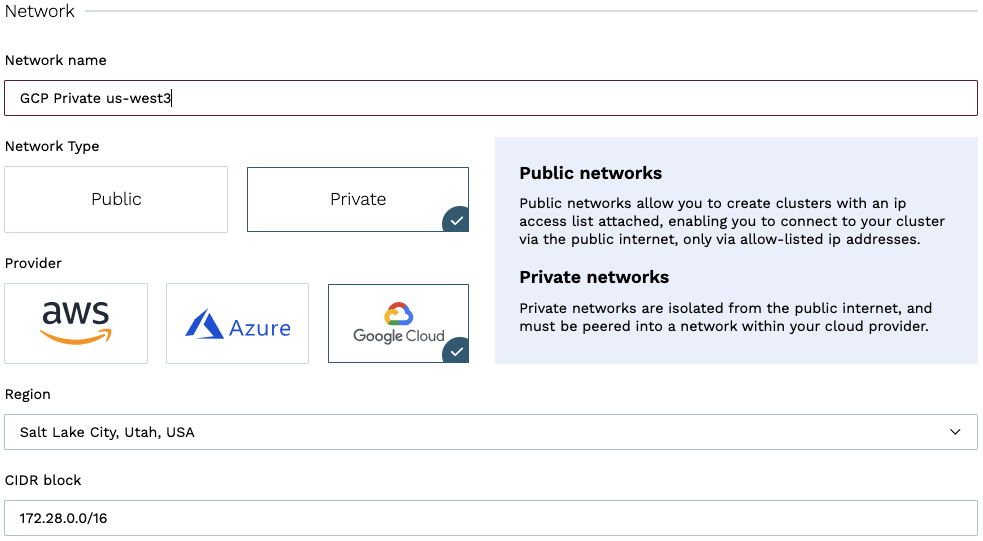 Network
Network name
GCP Private us-west3
Network Type
Public
Private
Provider
aws
Azure
Google Cloud
Public networks
Public networks allow you to create clusters with an ip
access list attached, enabling you to connect to your cluster
via the public internet, only via allow-listed ip addresses.
Private networks
Private networks are isolated from the public internet, and
must be peered into a network within your cloud provider.
Region
Salt Lake City, Utah, USA
CIDR block
172.28.0.0/16